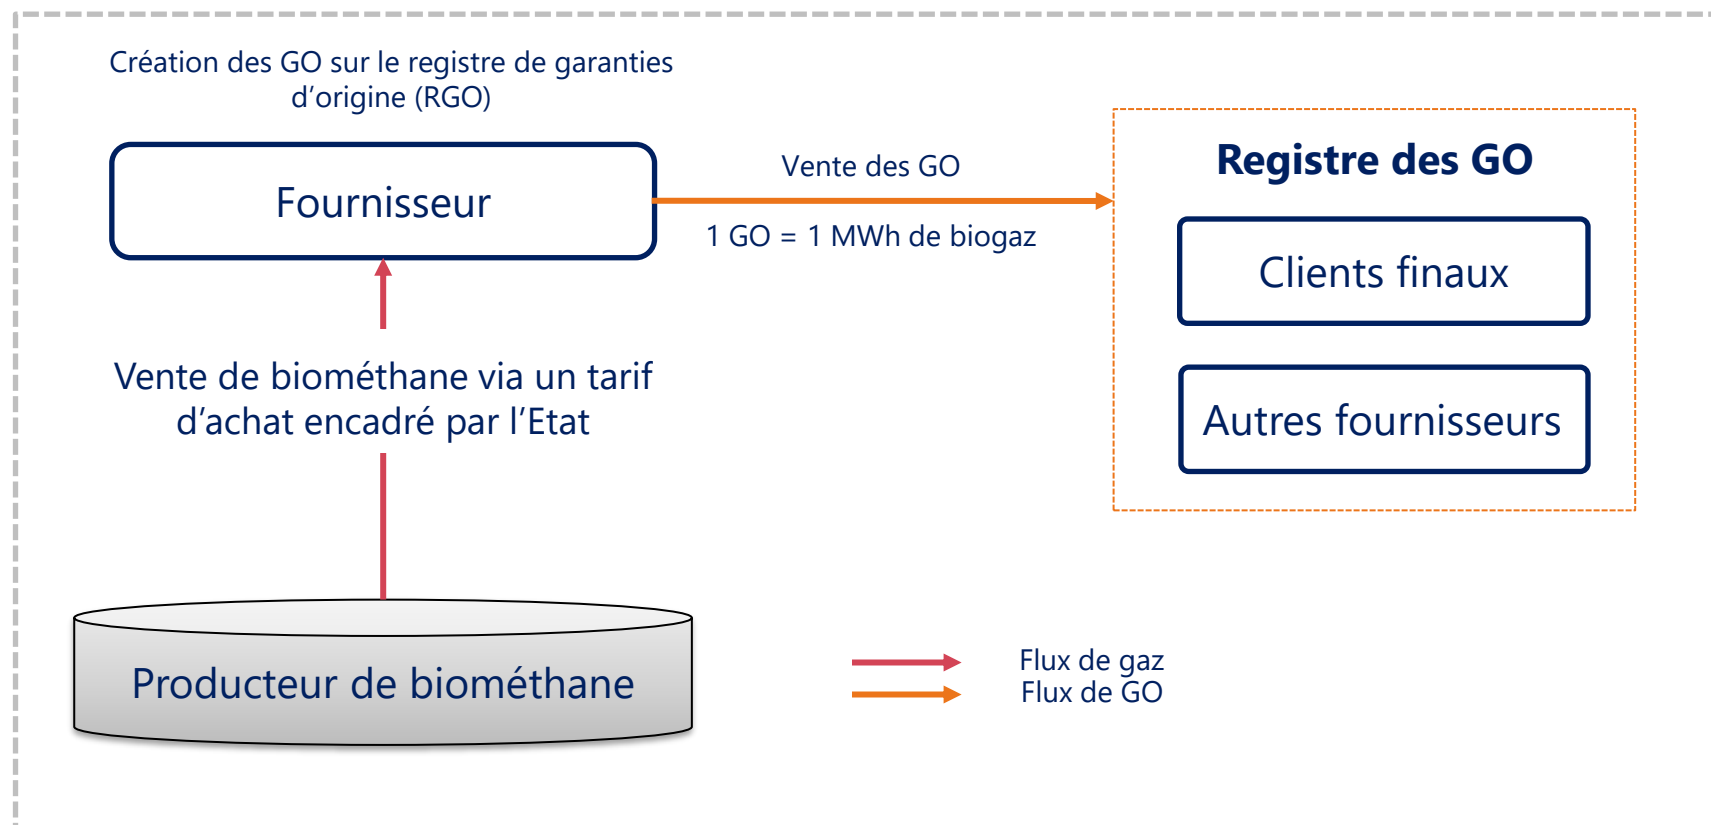 Création des GO sur le registre de garanties
d’origine (RGO)
Fournisseur
Vente des GO
1 GO = 1 MWh de biogaz
Registre des GO
Clients finaux
Autres fournisseurs
Vente de biométhane via un tarif
d’achat encadré par l’Etat
Producteur de biométhane
Flux de gaz
Flux de GO